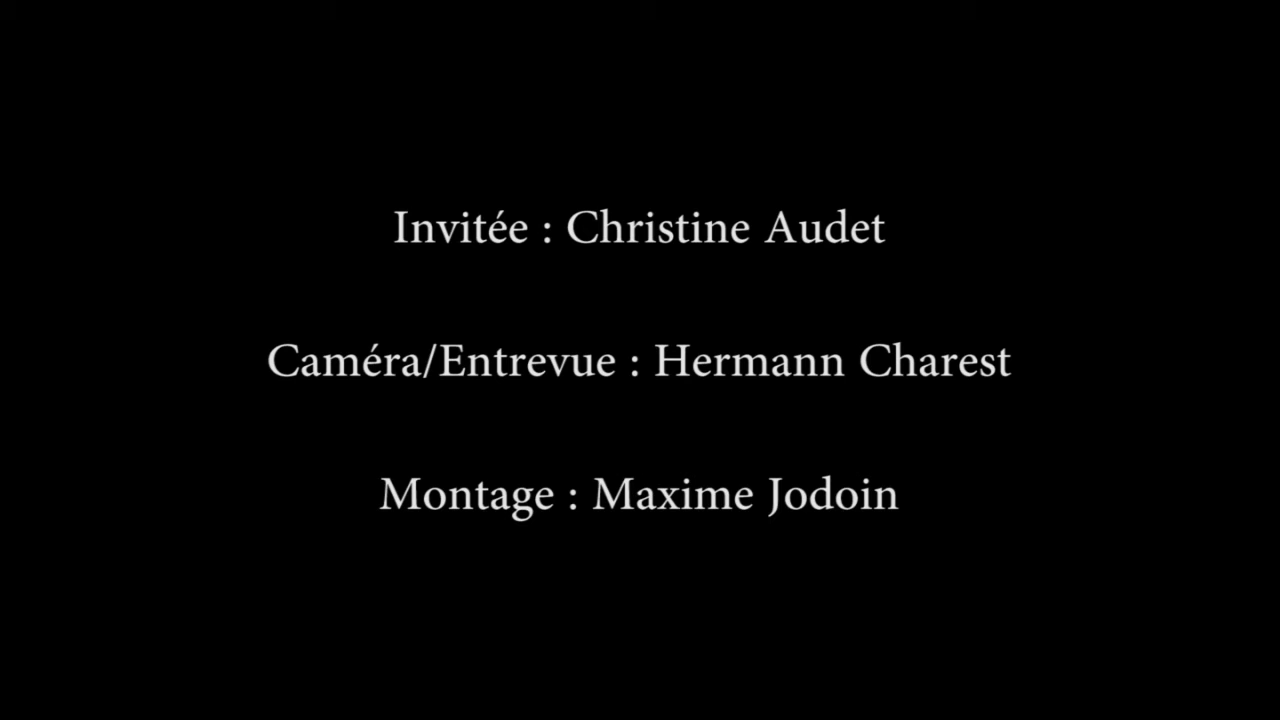 Invitée : Christine Audet
Caméra/Entrevue : Hermann Charest
Montage : Maxime Jodoin